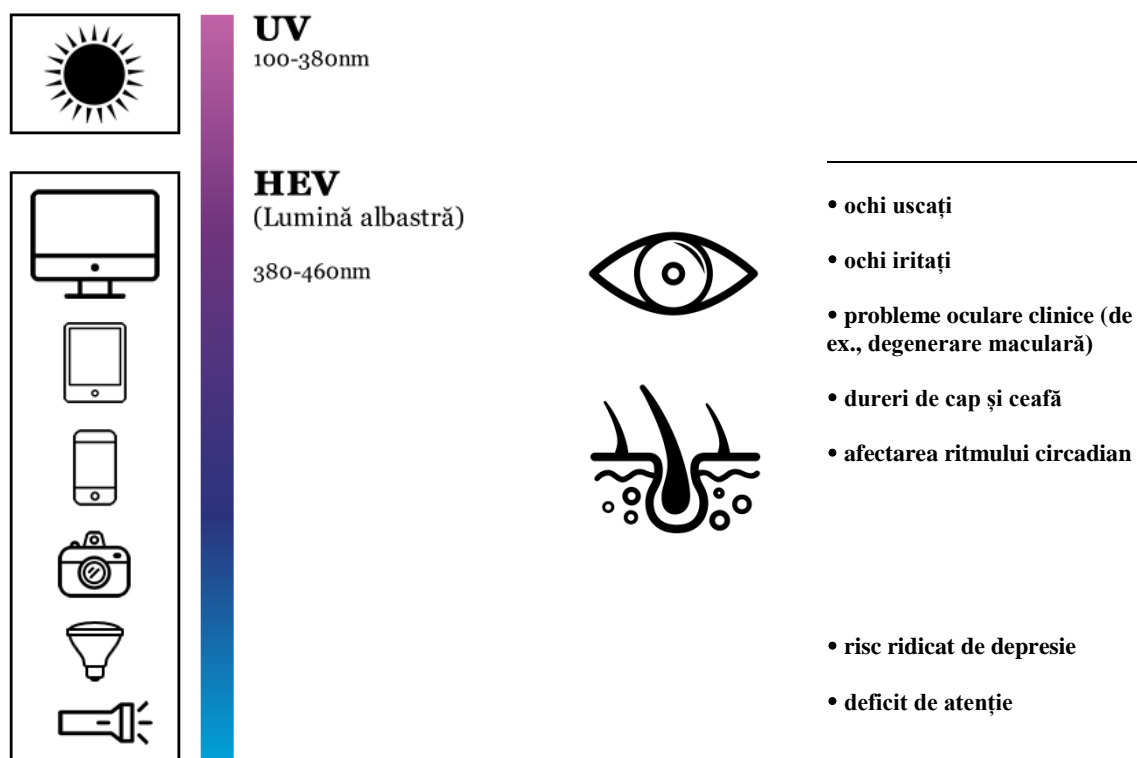 UV
100-380nm
HEV
(Lumină albastră)
380-460nm
• ochi uscați
• ochi iritați
• probleme oculare clinice (de
ex., degenerare maculară)
• dureri de cap și ceafă
• afectarea ritmului circadian
• risc ridicat de depresie
• deficit de atenție